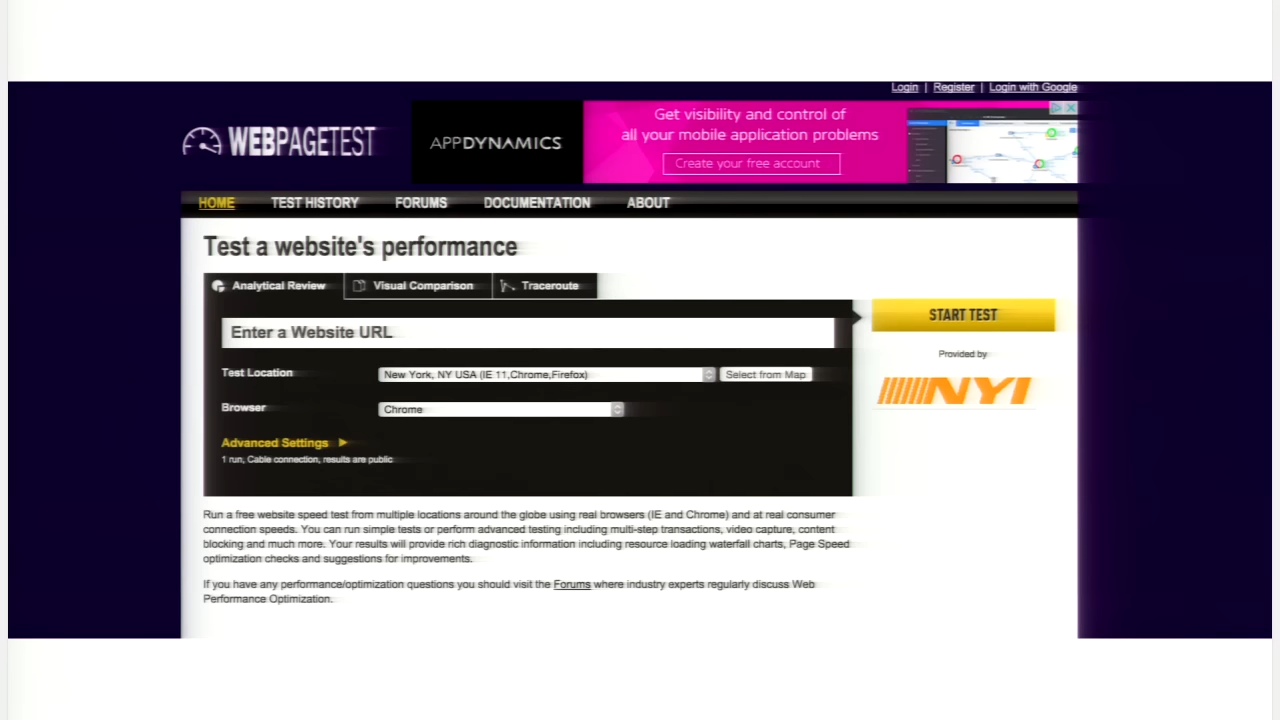 Login | Register | Login with Google
WEBPAGETEST
APPDYNAMICS
Get visibility and control of
all your mobile application problems
Create your free account
HOME TEST HISTORY FORUMS DOCUMENTATION ABOUT
Test a website's performance
Analytical Review Visual Comparison Traceroute
Enter a Website URL
START TEST
Provided by
NYI
Test Location New York, NY USA (IE 11,Chrome,Firefox) Select from Map
Browser Chrome
Advanced Settings
1 run, Cable connection, results are public
Run a free website speed test from multiple locations around the globe using real browsers (IE and Chrome) and at real consumer
connection speeds. You can run simple tests or perform advanced testing including multi-step transactions, video capture, content
blocking and much more. Your results will provide rich diagnostic information including resource loading waterfall charts, Page Speed
optimization checks and suggestions for improvements.
If you have any performance/optimization questions you should visit the Forums where industry experts regularly discuss Web
Performance Optimization.